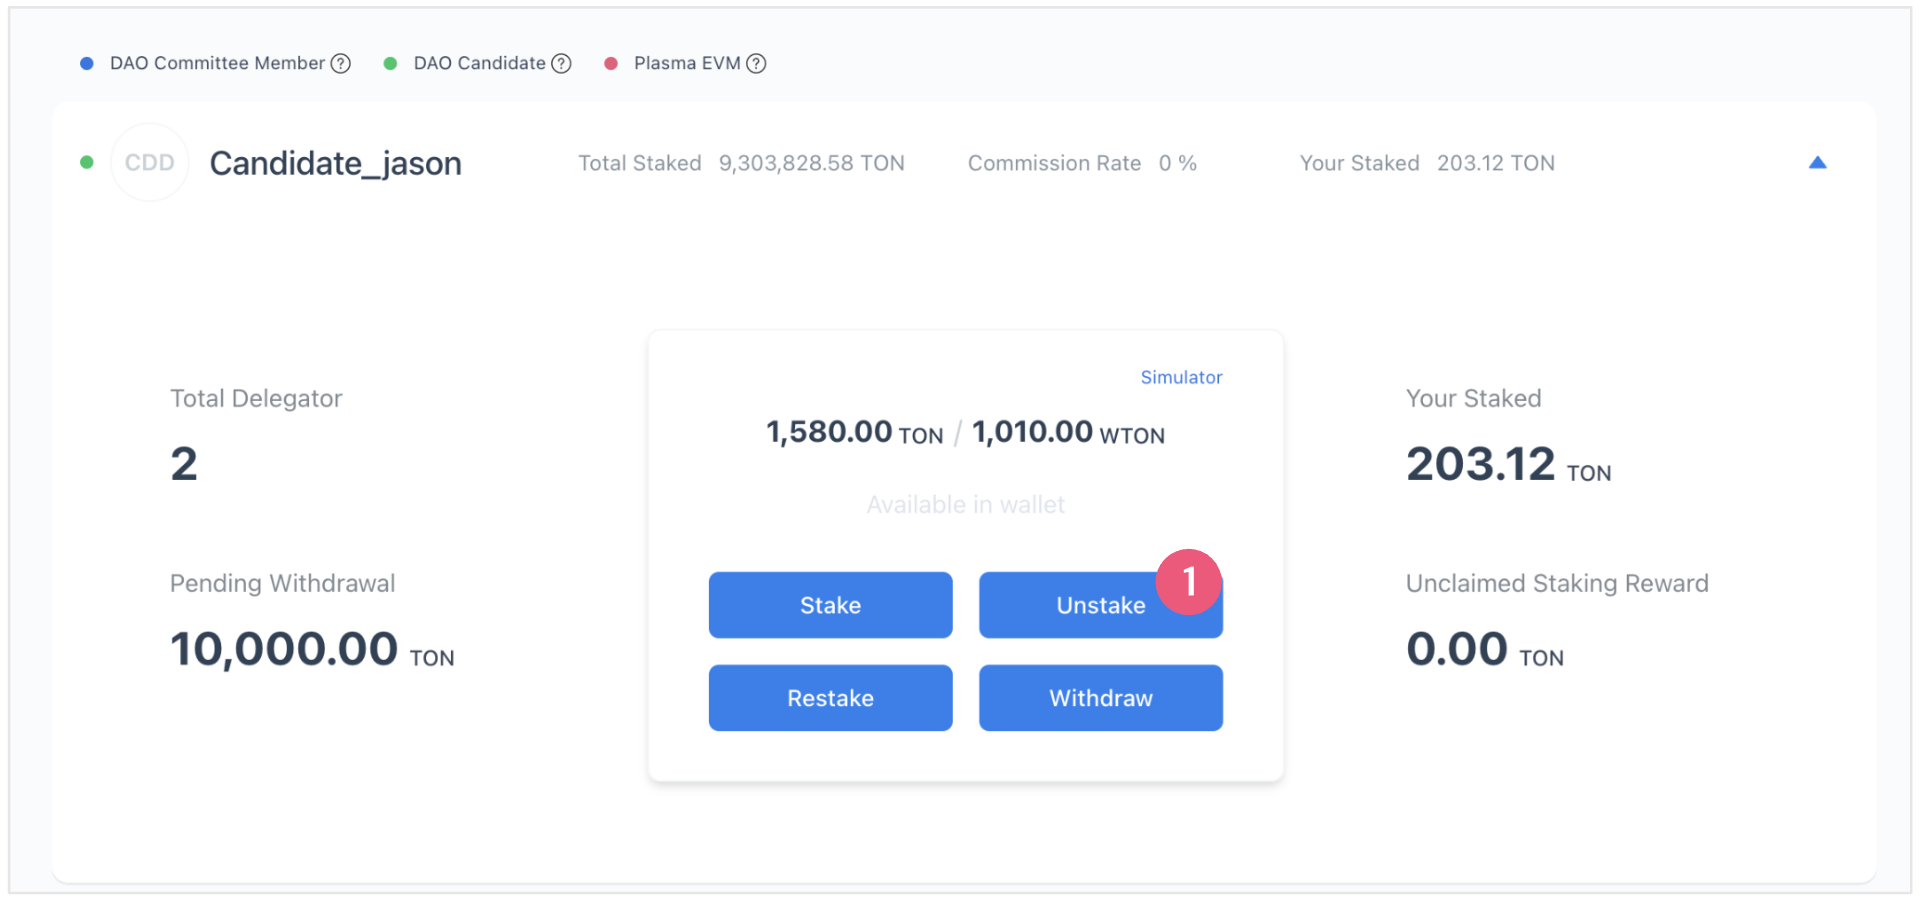 DAO Committee Member ? DAO Candidate ? Plasma EVM ?
CDD Candidate_jason Total Staked 9,303,828.58 TON Commission Rate 0 % Your Staked 203.12 TON
Simulator
Total Delegator
2
1,580.00 TON / 1,010.00 WTON
Available in wallet
Your Staked
203.12 TON
1
Stake Unstake
Pending Withdrawal
10,000.00 TON
Restake Withdraw
Unclaimed Staking Reward
0.00 TON